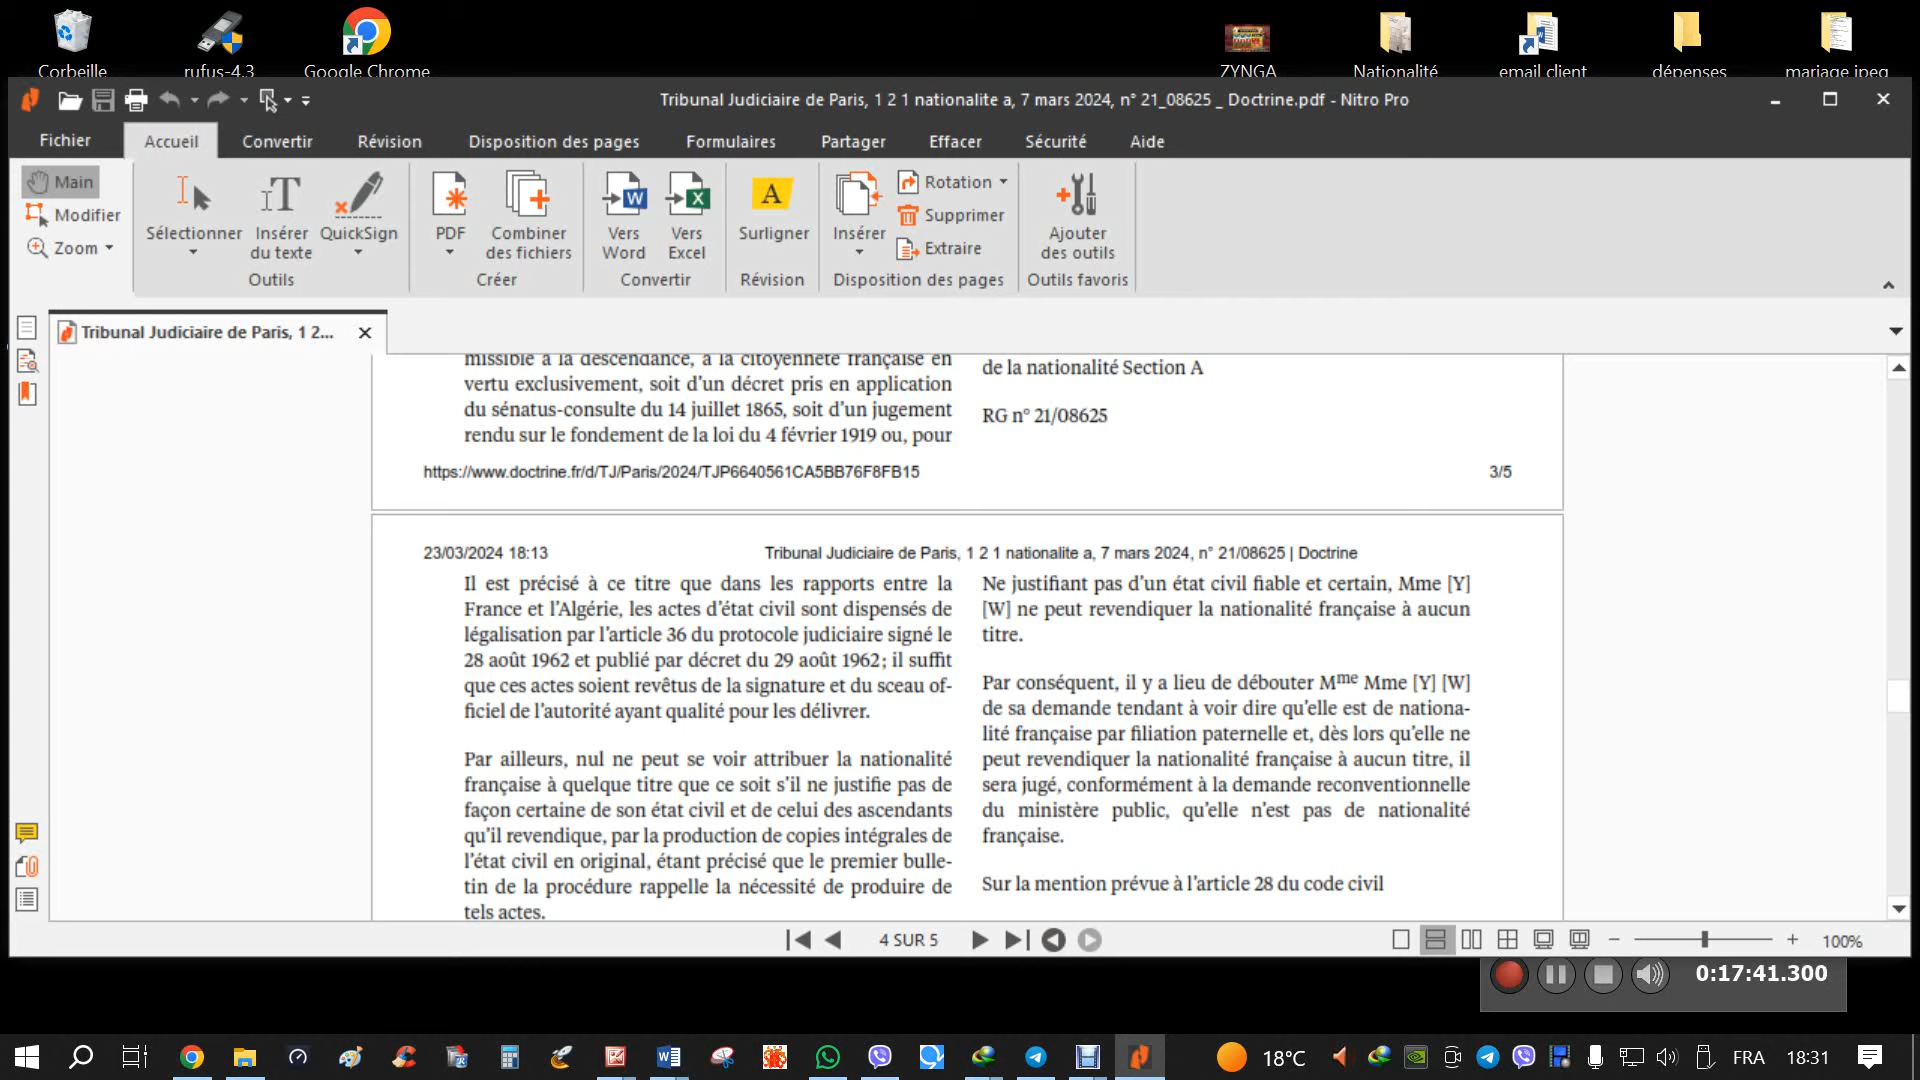 Corbeille
rufus-4.3
Google Chrome
ZYNGA
Nationalité
email client
dépenses
mariage jpeg
Tribunal Judiciaire de Paris, 1 2 1 nationalite a, 7 mars 2024, n° 21_08625 _ Doctrine.pdf - Nitro Pro
Fichier
Accueil
Convertir
Révision
Disposition des pages
Formulaires
Partager
Effacer
Sécurité
Aide
Main
Modifier
Zoom
Sélectionner
Insérer
du texte
QuickSign
Outils
PDF
Combiner
des fichiers
Créer
Vers
Word
Vers
Excel
Convertir
Surligner
Révision
Insérer
Rotation
Supprimer
Extraire
Disposition des pages
Ajouter
des outils
Outils favoris
Tribunal Judiciaire de Paris, 1 2...
missible à la descendance, à la citoyenneté française en
vertu exclusivement, soit d'un décret pris en application
du sénatus-consulte du 14 juillet 1865, soit d'un jugement
rendu sur le fondement de la loi du 4 février 1919 ou, pour
de la nationalité Section A
RG n° 21/08625
https://www.doctrine.fr/d/TJ/Paris/2024/TJP6640561CA5BB76F8FB15
3/5
23/03/2024 18:13
Tribunal Judiciaire de Paris, 1 2 1 nationalite a, 7 mars 2024, n° 21/08625 | Doctrine
Il est précisé à ce titre que dans les rapports entre la
France et l'Algérie, les actes d'état civil sont dispensés de
légalisation par l'article 36 du protocole judiciaire signé le
28 août 1962 et publié par décret du 29 août 1962; il suffit
que ces actes soient revêtus de la signature et du sceau of-
ficiel de l'autorité ayant qualité pour les délivrer.
Par ailleurs, nul ne peut se voir attribuer la nationalité
française à quelque titre que ce soit s'il ne justifie pas de
façon certaine de son état civil et de celui des ascendants
qu'il revendique, par la production de copies intégrales de
l'état civil en original, étant précisé que le premier bulle-
tin de la procédure rappelle la nécessité de produire de
tels actes.
Ne justifiant pas d'un état civil fiable et certain, Mme [Y]
[W] ne peut revendiquer la nationalité française à aucun
titre.
Par conséquent, il y a lieu de débouter Mme Mme [Y] [W]
de sa demande tendant à voir dire qu'elle est de nationa-
lité française par filiation paternelle et, dès lors qu'elle ne
peut revendiquer la nationalité française à aucun titre, il
sera jugé, conformément à la demande reconventionnelle
du ministère public, qu'elle n'est pas de nationalité
française.
Sur la mention prévue à l'article 28 du code civil
4 SUR 5
100%
0:17:41.300
18°C
FRA
18:31